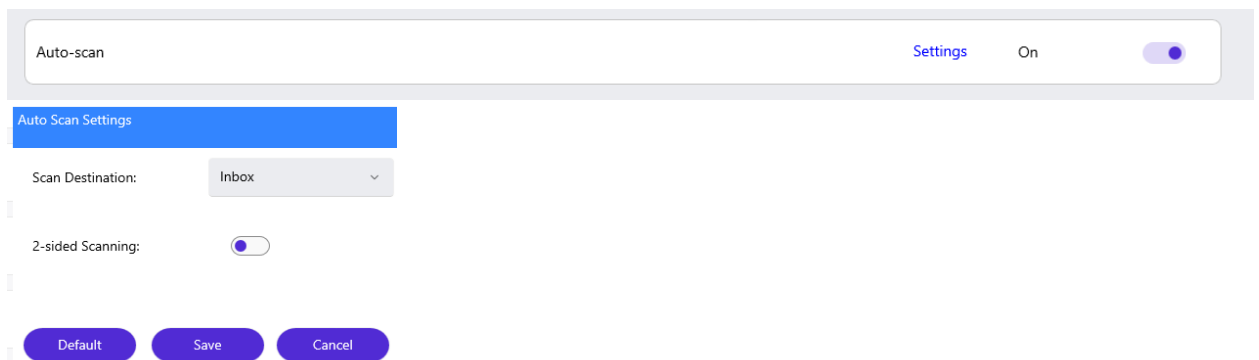 Auto-scan Settings On
Auto Scan Settings
Scan Destination: Inbox
2-sided Scanning:
Default Save Cancel